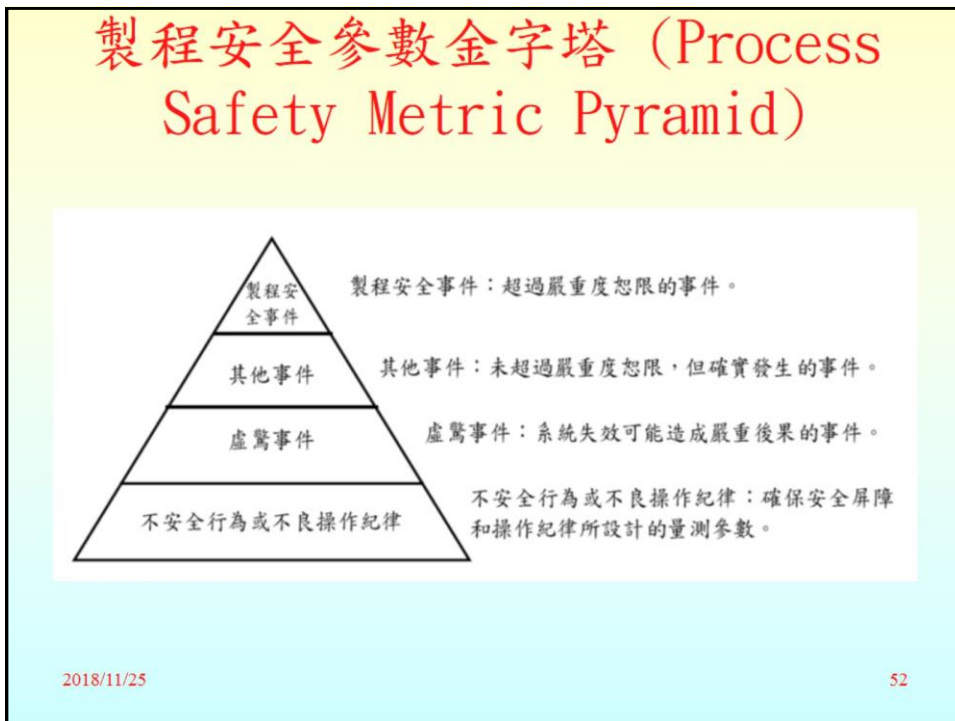 製程安全參數金字塔 (Process
Safety Metric Pyramid)
製程安
全事件
製程安全事件：超過嚴重度恕限的事件。
其他事件
其他事件：未超過嚴重度恕限，但確實發生的事件。
虛驚事件
虛驚事件：系統失效可能造成嚴重後果的事件。
不安全行為或不良操作紀律
不安全行為或不良操作紀律：確保安全屏障
和操作紀律所設計的量測參數。
2018/11/25
52